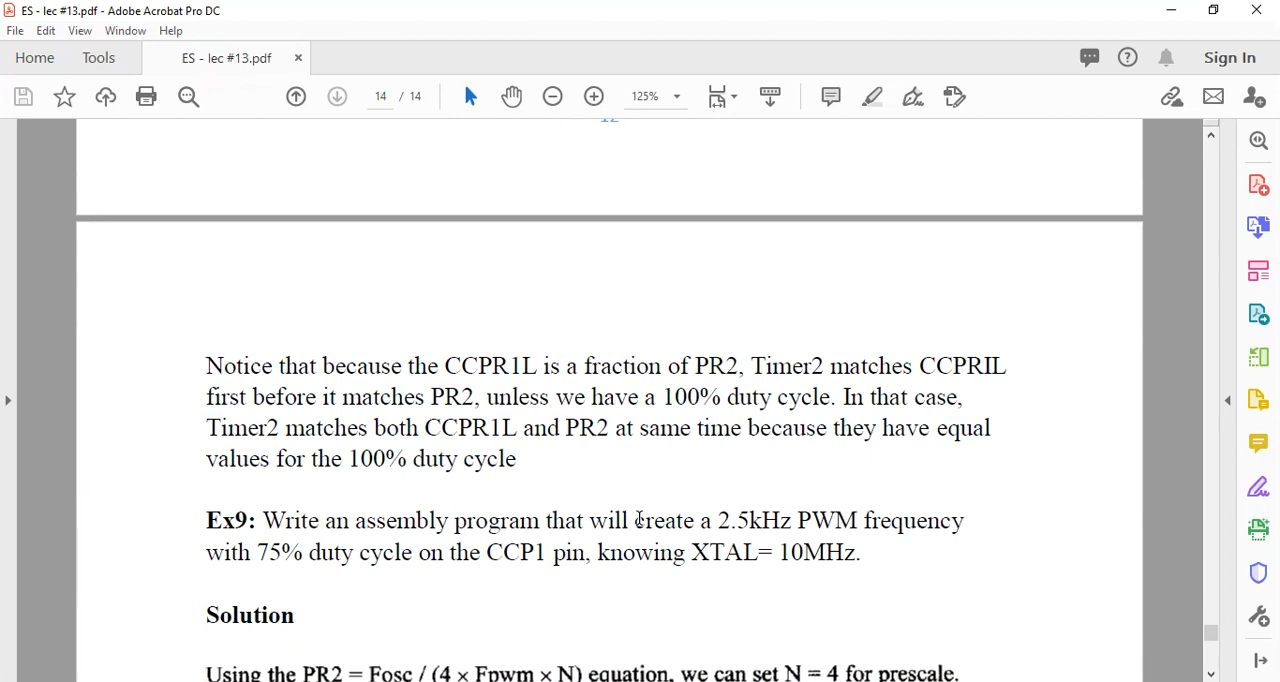 ES - lec #13.pdf - Adobe Acrobat Pro DC
File Edit View Window Help
Home Tools ES - lec #13.pdf × Sign In
14 / 14 125%
12
Notice that because the CCPR1L is a fraction of PR2, Timer2 matches CCPRIL
first before it matches PR2, unless we have a 100% duty cycle. In that case,
Timer2 matches both CCPR1L and PR2 at same time because they have equal
values for the 100% duty cycle
Ex9: Write an assembly program that will create a 2.5kHz PWM frequency
with 75% duty cycle on the CCP1 pin, knowing XTAL= 10MHz.
Solution
Using the PR2 = Fosc / (4 × Fpwm × N) equation, we can set N = 4 for prescale.